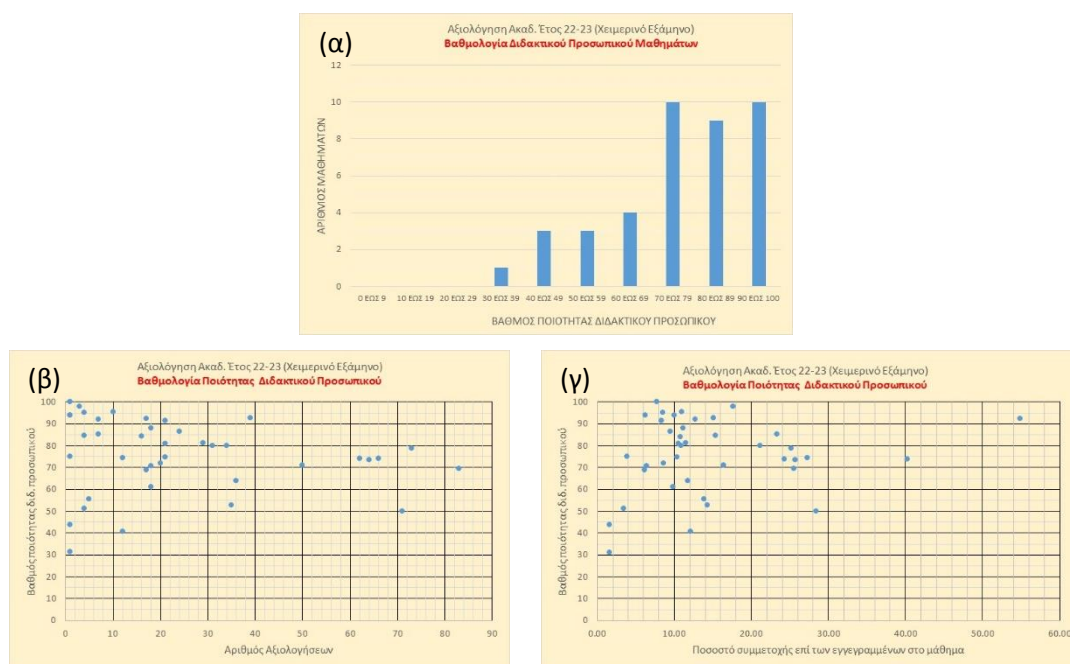 (α)
Αξιολόγηση Ακαδ. Έτος 22-23 (Χειμερινό Εξάμηνο)
Βαθμολογία Διδακτικού Προσωπικού Μαθημάτων
12
10
8
6
4
2
0
ΑΡΙΘΜΟΣ ΜΑΘΗΜΑΤΩΝ
0 ΕΩΣ 9 10 ΕΩΣ 19 20 ΕΩΣ 29 30 ΕΩΣ 39 40 ΕΩΣ 49 50 ΕΩΣ 59 60 ΕΩΣ 69 70 ΕΩΣ 79 80 ΕΩΣ 89 90 ΕΩΣ 100
ΒΑΘΜΟΣ ΠΟΙΟΤΗΤΑΣ ΔΙΔΑΚΤΙΚΟΥ ΠΡΟΣΩΠΙΚΟΥ
(β)
Αξιολόγηση Ακαδ. Έτος 22-23 (Χειμερινό Εξάμηνο)
Βαθμολογία Ποιότητας Διδακτικού Προσωπικού
100
90
80
70
60
50
40
30
20
10
0
Βαθμός ποιότητας διδ. προσωπικού
0 10 20 30 40 50 60 70 80 90
Αριθμός Αξιολογήσεων
(γ)
Αξιολόγηση Ακαδ. Έτος 22-23 (Χειμερινό Εξάμηνο)
Βαθμολογία Ποιότητας Διδακτικού Προσωπικού
100
90
80
70
60
50
40
30
20
10
0
Βαθμός ποιότητας διδ. προσωπικού
0.00 10.00 20.00 30.00 40.00 50.00 60.00
Ποσοστό συμμετοχής επί των εγγεγραμμένων στο μάθημα